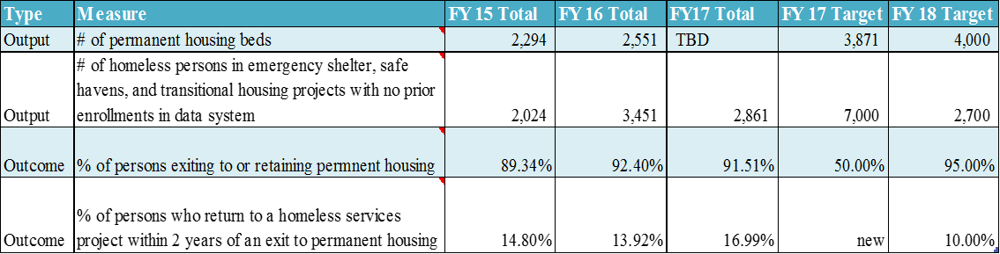 Type Measure FY 15 Total FY 16 Total FY17 Total FY 17 Target FY 18 Target
Output # of permanent housing beds 2,294 2,551 TBD 3,871 4,000
# of homeless persons in emergency shelter, safe
havens, and transitional housing projects with no prior
Output enrollments in data system 2,024 3,451 2,861 7,000 2,700
Outcome % of persons exiting to or retaining permnent housing 89.34% 92.40% 91.51% 50.00% 95.00%
% of persons who return to a homeless services
Outcome project within 2 years of an exit to permanent housing 14.80% 13.92% 16.99% new 10.00%